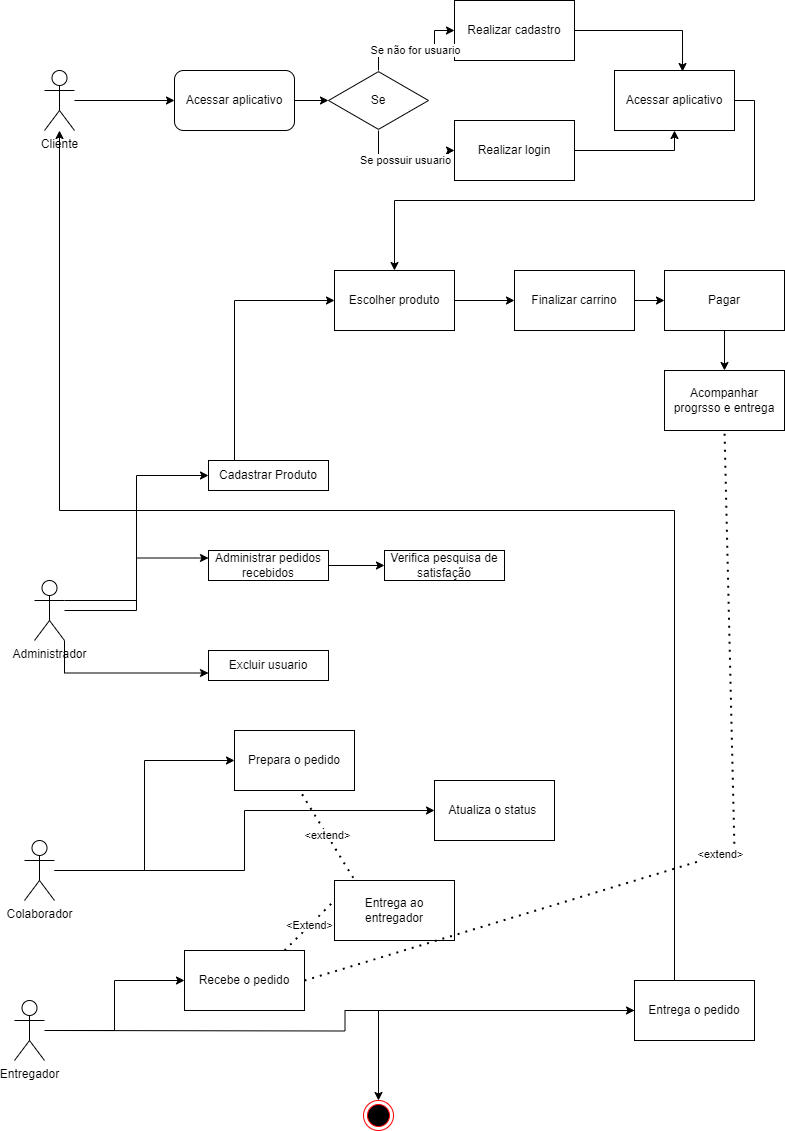 Realizar cadastro
Se não for usuario
Acessar aplicativo
Se
Acessar aplicativo
Cliente
Realizar login
Se possuir usuario
Escolher produto
Finalizar carrino
Pagar
Acompanhar
progrsso e entrega
Cadastrar Produto
Administrar pedidos
recebidos
Verifica pesquisa de
satisfação
Administrador
Excluir usuario
Prepara o pedido
Atualiza o status
<extend>
<extend>
Colaborador
Entrega ao
entregador
<Extend>
Recebe o pedido
Entrega o pedido
Entregador